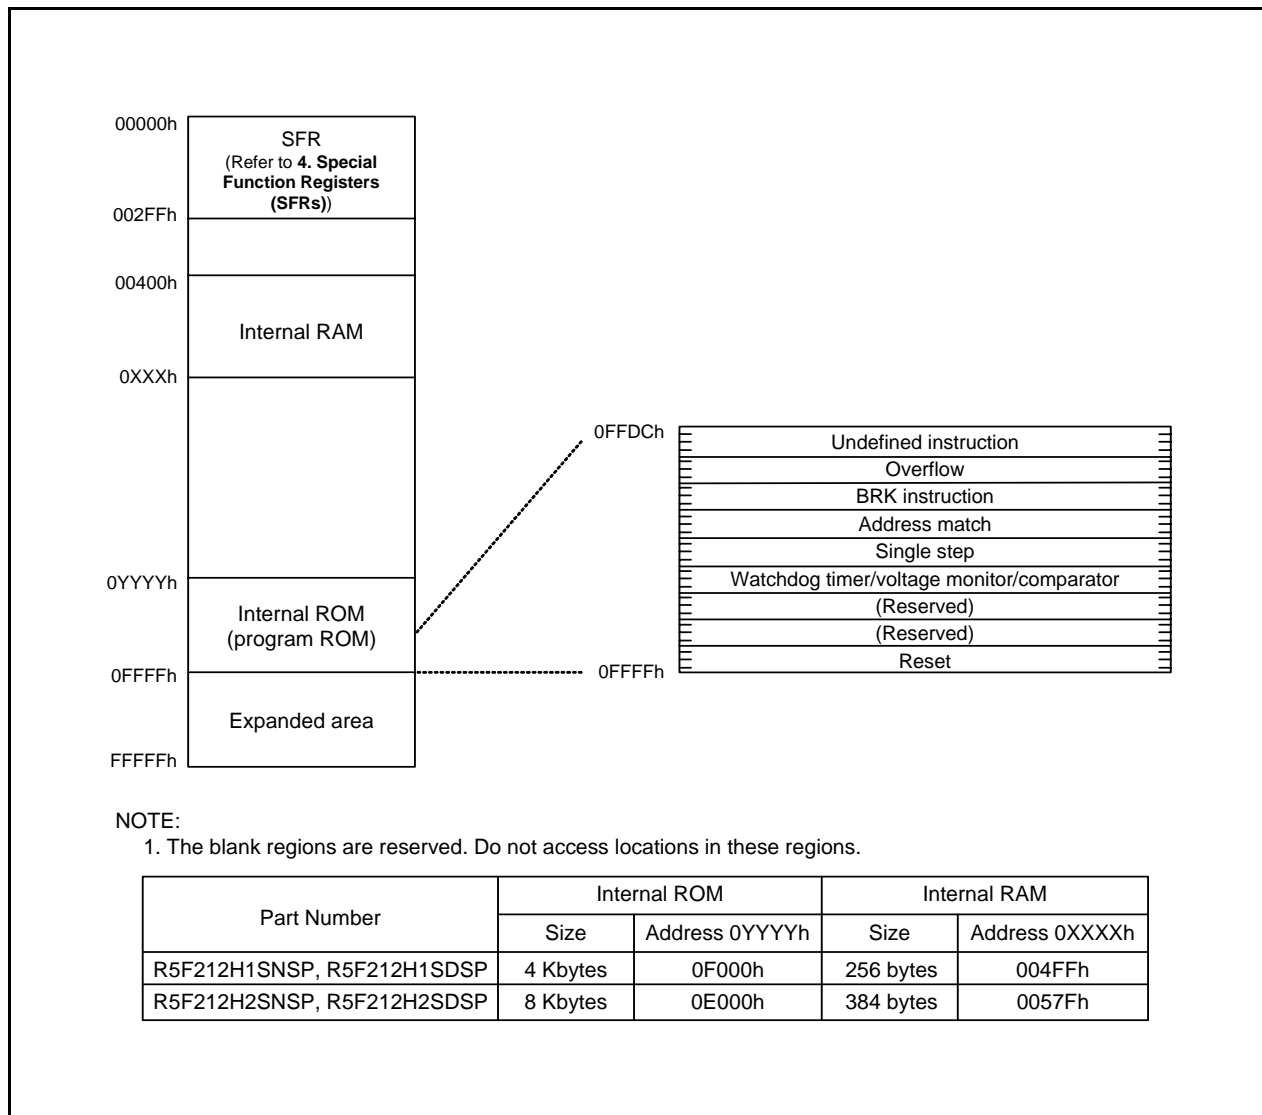 00000h
SFR
(Refer to 4. Special
Function Registers
(SFRs))
002FFh
00400h
Internal RAM
0XXXh
0YYYYh
Internal ROM
(program ROM)
0FFFFh
Expanded area
FFFFFh
0FFDCh
Undefined instruction
Overflow
BRK instruction
Address match
Single step
Watchdog timer/voltage monitor/comparator
(Reserved)
(Reserved)
Reset
0FFFFh
NOTE:
1. The blank regions are reserved. Do not access locations in these regions.
Part Number Internal ROM Internal RAM
Size Address 0YYYYh Size Address 0XXXXh
R5F212H1SNSP, R5F212H1SDSP 4 Kbytes 0F000h 256 bytes 004FFh
R5F212H2SNSP, R5F212H2SDSP 8 Kbytes 0E000h 384 bytes 0057Fh